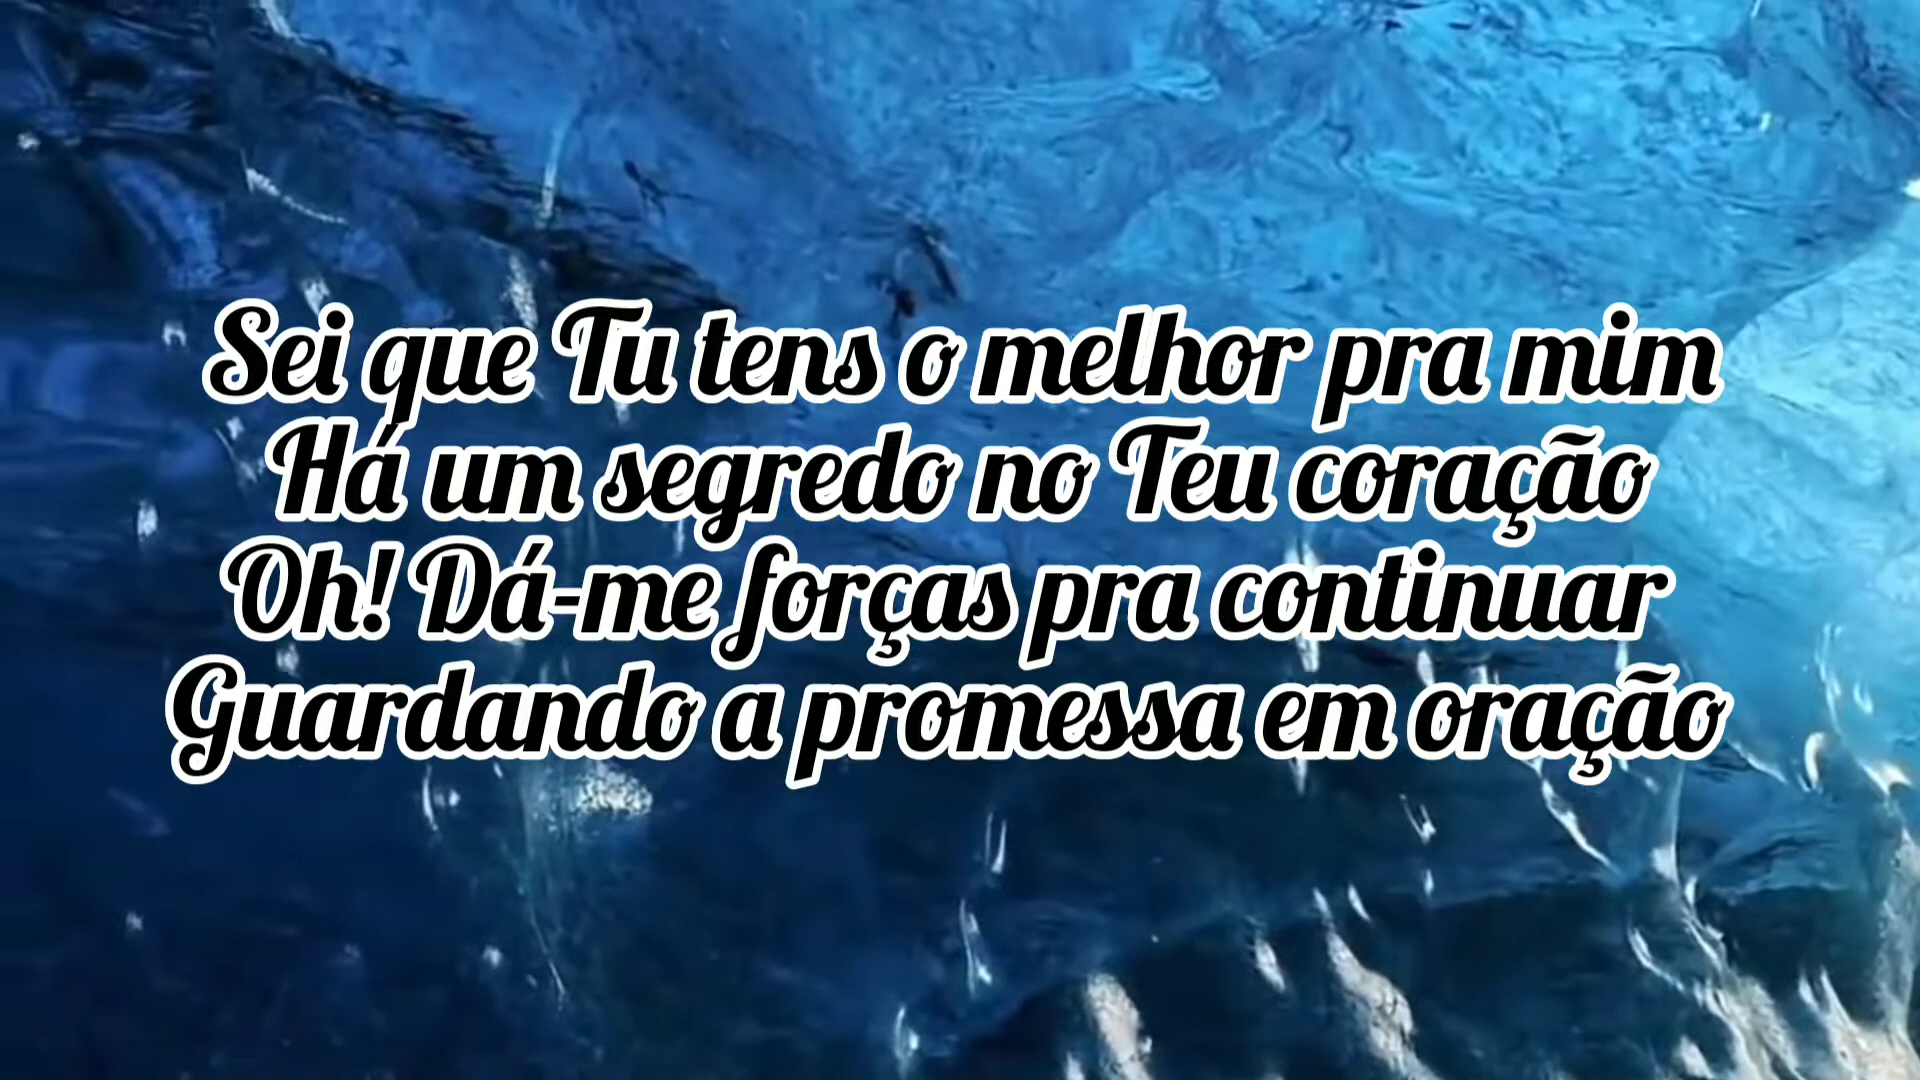 Sei que Tu tens o melhor pra mim
Há um segredo no Teu coração
Oh! Dá-me forças pra continuar
Guardando a promessa em oração